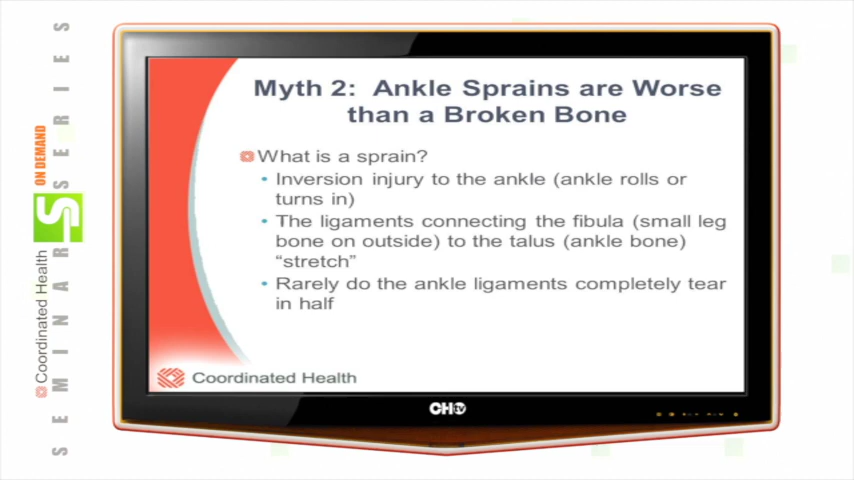 SEMINAR SERIES
Coordinated Health
S
ON DEMAND
Myth 2: Ankle Sprains are Worse
than a Broken Bone
What is a sprain?
• Inversion injury to the ankle (ankle rolls or
turns in)
• The ligaments connecting the fibula (small leg
bone on outside) to the talus (ankle bone)
“stretch”
• Rarely do the ankle ligaments completely tear
in half
Coordinated Health
CHtv